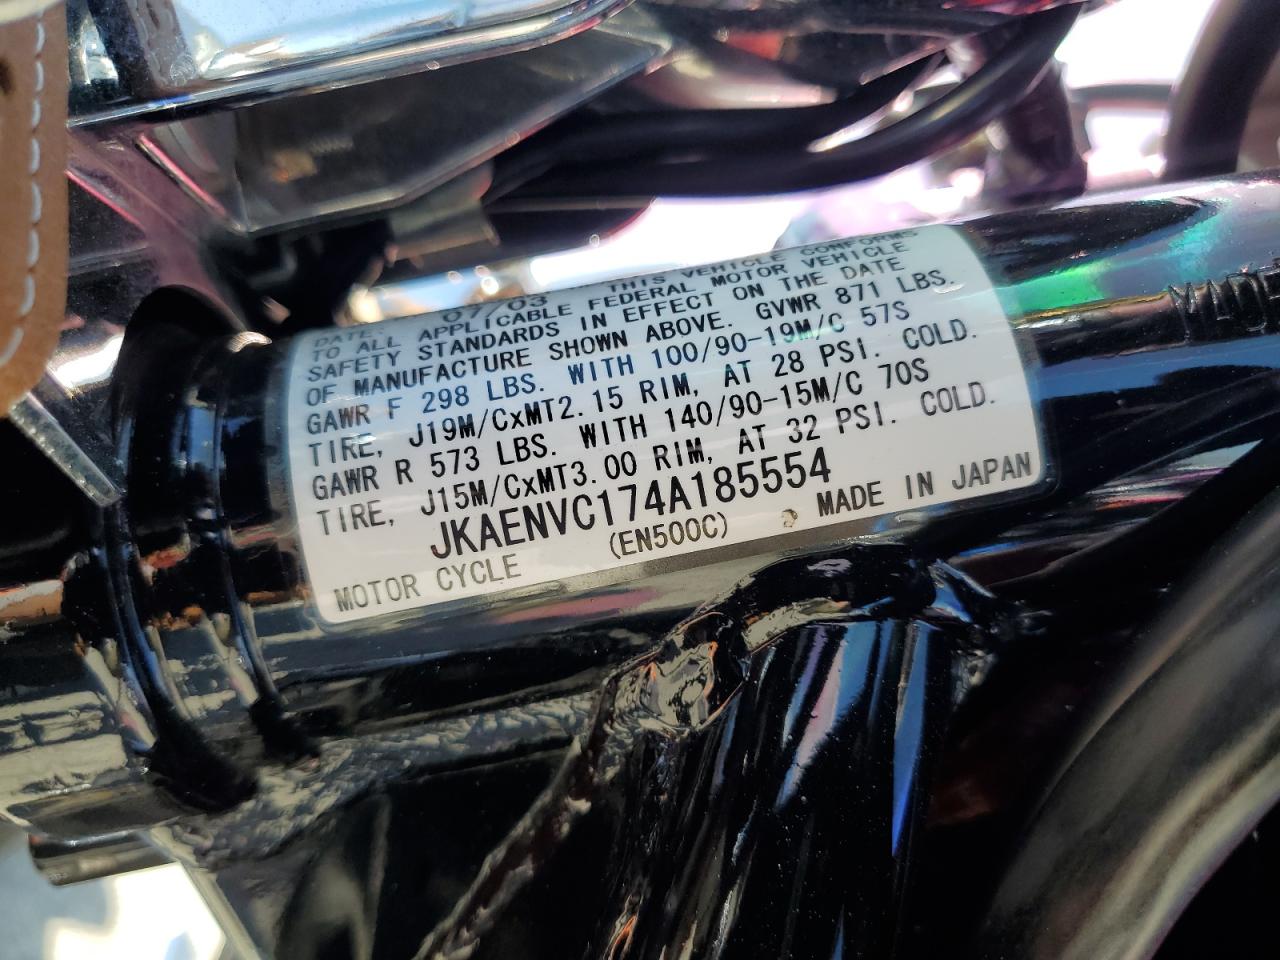 DATE: 07/03 THIS VEHICLE CONFORMS
TO ALL APPLICABLE FEDERAL MOTOR VEHICLE
SAFETY STANDARDS IN EFFECT ON THE DATE
OF MANUFACTURE SHOWN ABOVE. GVWR 871 LBS.
GAWR F 298 LBS. WITH 100/90-19M/C 57S
TIRE, J19M/CxMT2.15 RIM, AT 28 PSI. COLD.
GAWR R 573 LBS. WITH 140/90-15M/C 70S
TIRE, J15M/CxMT3.00 RIM, AT 32 PSI. COLD.
JKAENVC174A185554
MOTOR CYCLE (EN500C) MADE IN JAPAN